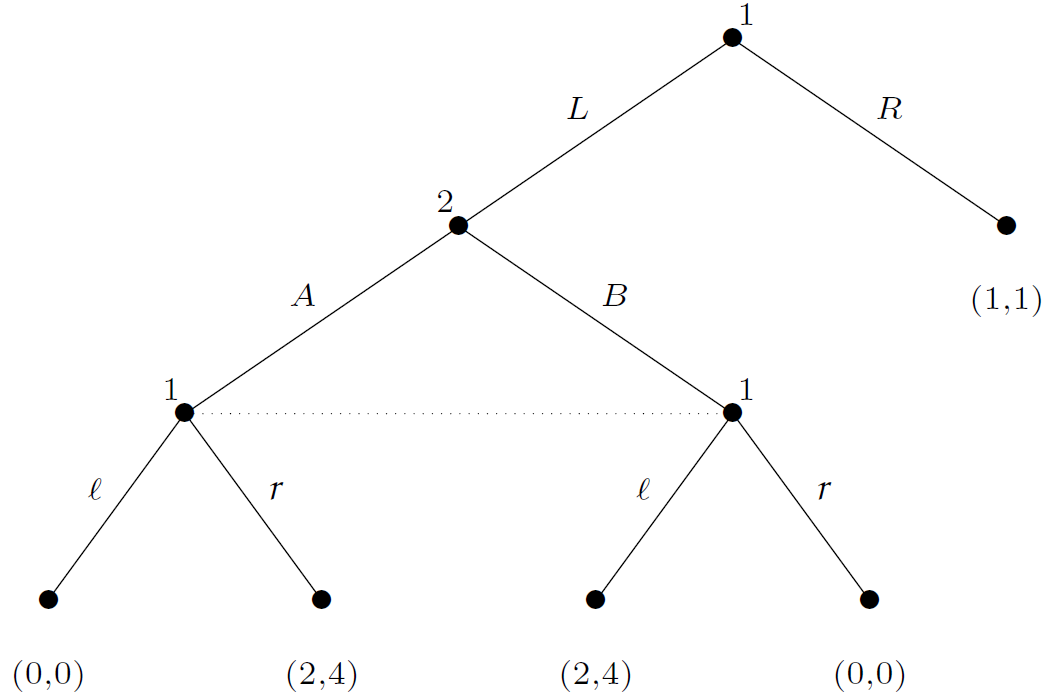 1
L R
2
A B
(1,1)
1 1
ℓ r ℓ r
(0,0) (2,4) (2,4) (0,0)